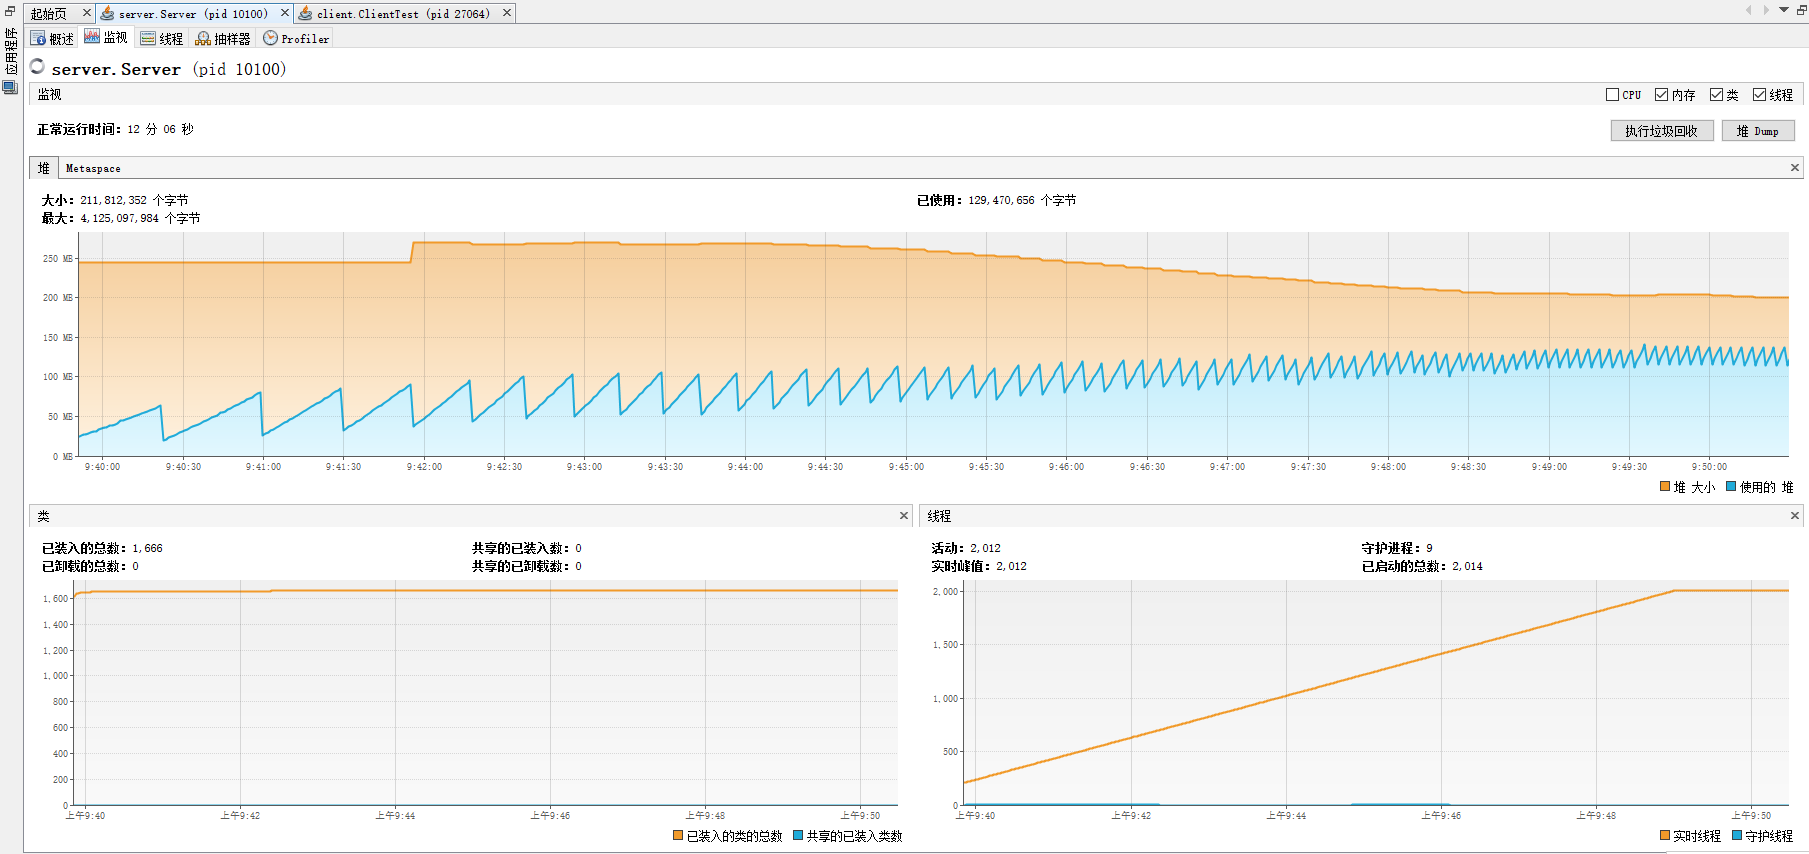 起始页 server.Server (pid 10100) client.ClientTest (pid 27064)
应用程序
概述 监视 线程 抽样器 Profiler
server.Server (pid 10100)
监视 CPU 内存 类 线程
正常运行时间: 12 分 06 秒 执行垃圾回收 堆 Dump
堆 Metaspace
大小: 211,812,352 个字节 已使用: 129,470,656 个字节
最大: 4,125,097,984 个字节
250 MB
200 MB
150 MB
100 MB
50 MB
0 MB
9:40:00 9:40:30 9:41:00 9:41:30 9:42:00 9:42:30 9:43:00 9:43:30 9:44:00 9:44:30 9:45:00 9:45:30 9:46:00 9:46:30 9:47:00 9:47:30 9:48:00 9:48:30 9:49:00 9:49:30 9:50:00
堆 大小 使用的 堆
类
已装入的总数: 1,666 共享的已装入数: 0
已卸载的总数: 0 共享的已卸载数: 0
1,600
1,400
1,200
1,000
800
600
400
200
0
上午9:40 上午9:42 上午9:44 上午9:46 上午9:48 上午9:50
已装入的类的总数 共享的已装入类数
线程
活动: 2,012 守护进程: 9
实时峰值: 2,012 已启动的总数: 2,014
2,000
1,500
1,000
500
0
上午9:40 上午9:42 上午9:44 上午9:46 上午9:48 上午9:50
实时线程 守护线程